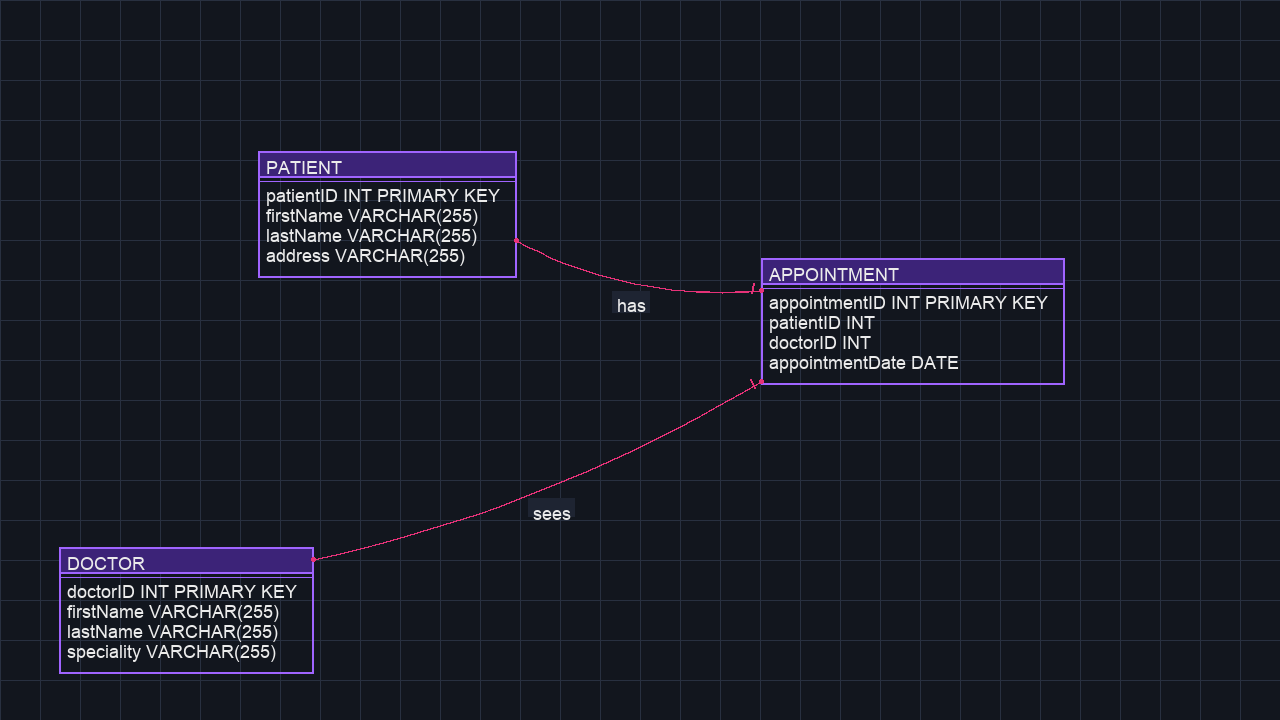 PATIENT
patientID INT PRIMARY KEY
firstName VARCHAR(255)
lastName VARCHAR(255)
address VARCHAR(255)
has
APPOINTMENT
appointmentID INT PRIMARY KEY
patientID INT
doctorID INT
appointmentDate DATE
sees
DOCTOR
doctorID INT PRIMARY KEY
firstName VARCHAR(255)
lastName VARCHAR(255)
speciality VARCHAR(255)